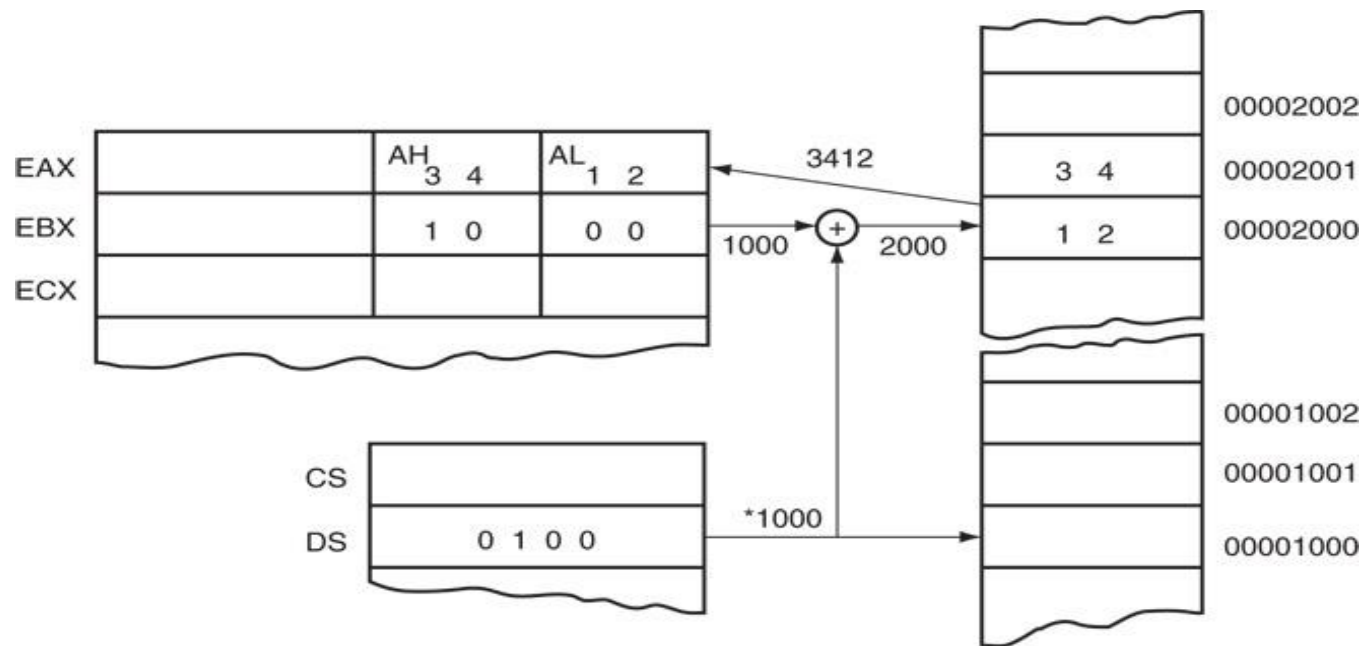 00002002
AH AL 3412
EAX 3 4 1 2 3 4 00002001
EBX 1 0 0 0 1000 + 2000 1 2 00002000
ECX
00001002
CS 00001001
*1000
DS 0 1 0 0 00001000